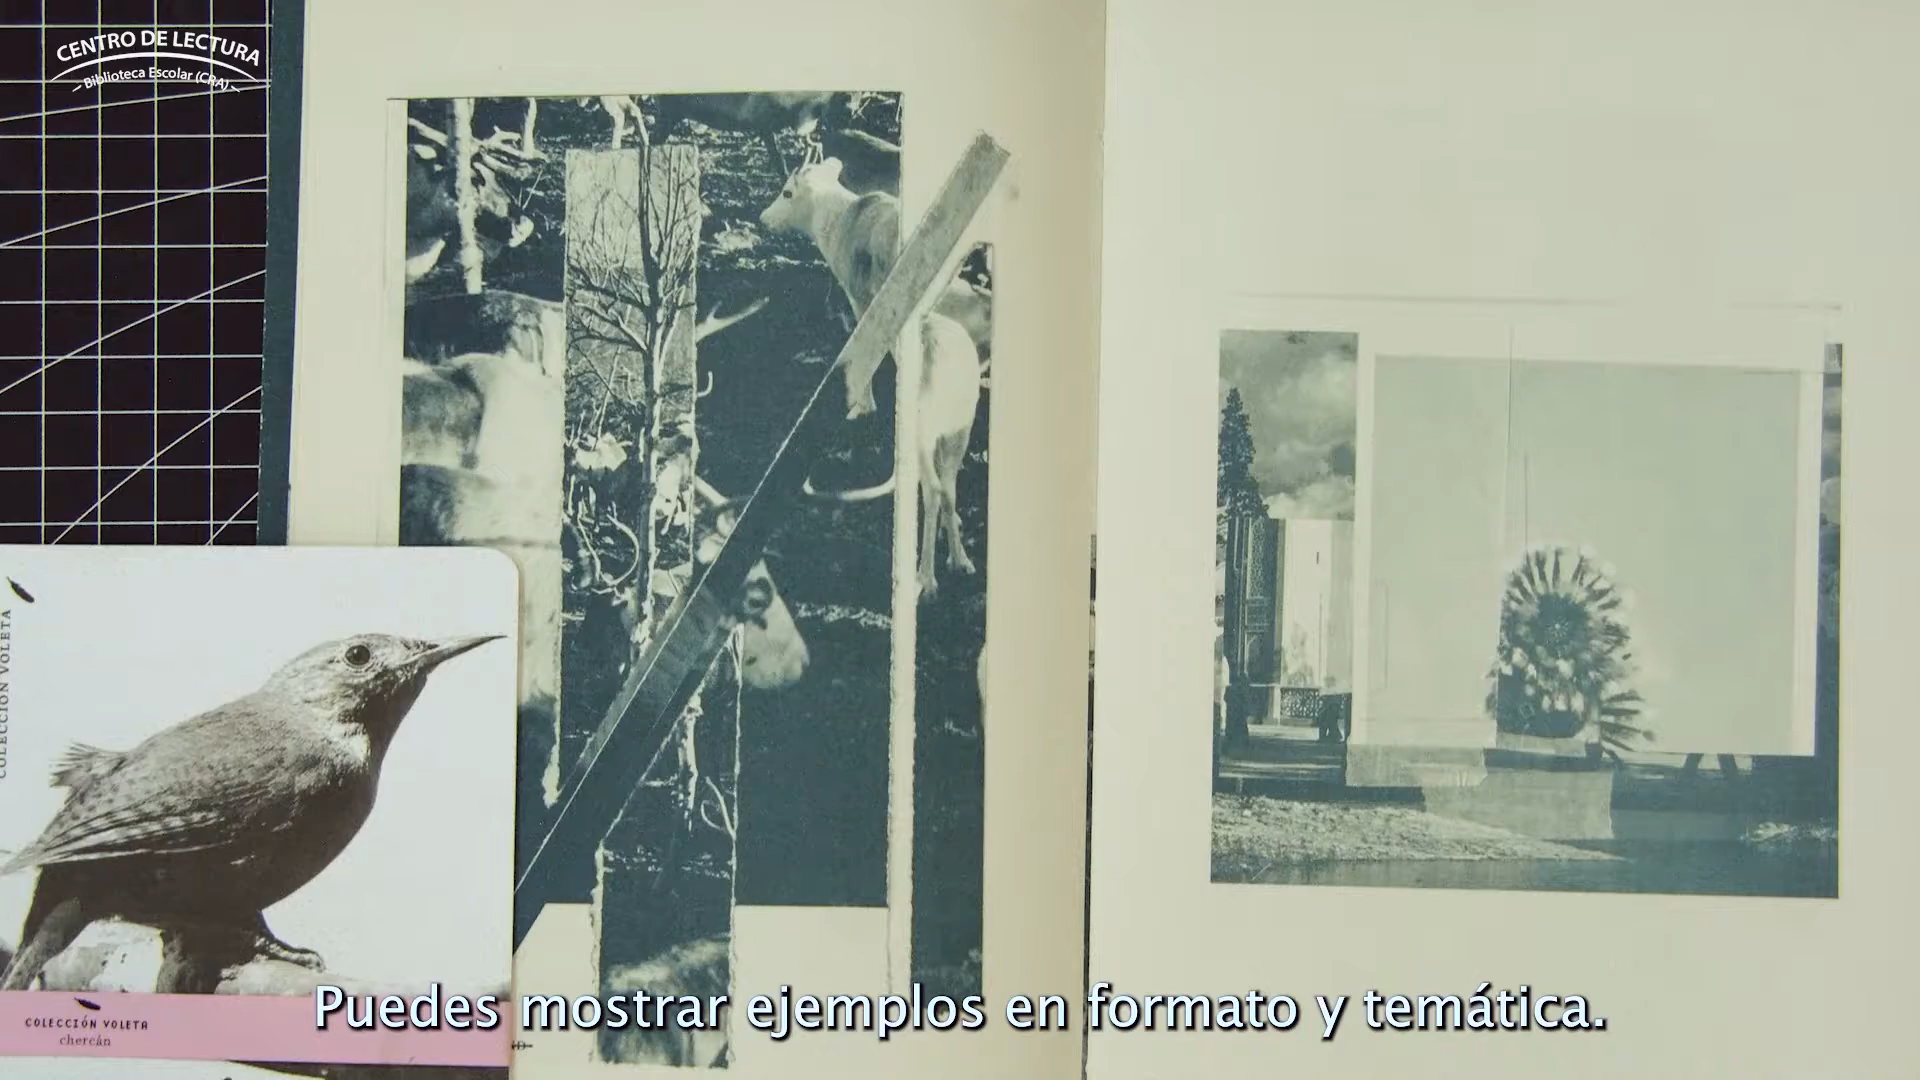 CENTRO DE LECTURA
Biblioteca Escolar (CRA)
COLECCIÓN VOLETA
COLECCIÓN VOLETA
chercán
Puedes mostrar ejemplos en formato y temática.